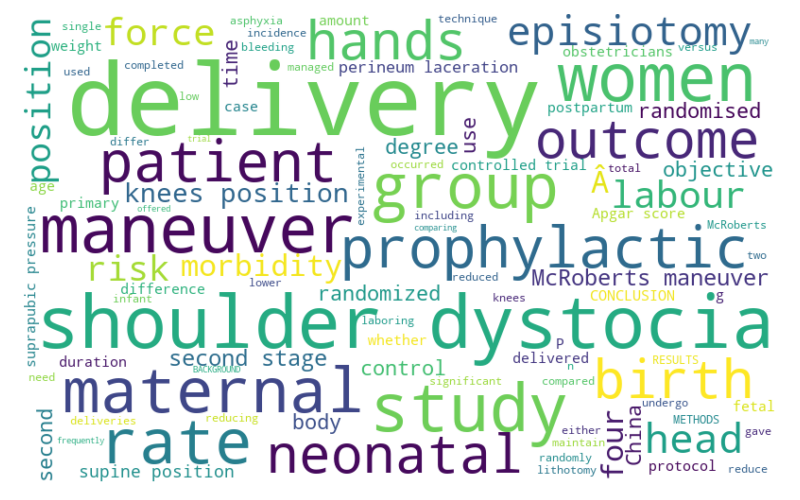 asphyxia
technique
single
incidence
many
amount
force
hands
episiotomy
weight
bleeding
obstetricians
versus
used
completed
time
managed
perineum laceration
position
delivery
women
low
case
postpartum
randomised
differ
use
outcome
trial
degree
patient
occurred
controlled trial
objective
total
age
offered
knees position
experimental
group
Â
labour
primary
including
Apgar score
maneuver
comparing
McRoberts
suprapubic pressure
prophylactic
two
risk
morbidity
lower
reduced
McRoberts maneuver
difference
randomized
knees
CONCLUSION
g
infant
shoulder dystocia
laboring
whether
P
duration
second stage
control
delivered
n
RESULTS
birth
need
BACKGROUND
significant
compared
maternal
study
undergo
fetal
deliveries
reducing
body
either
four
China
METHODS
gave
second
rate
neonatal
maintain
head
frequently
randomly
supine position
lithotomy
protocol
reduce